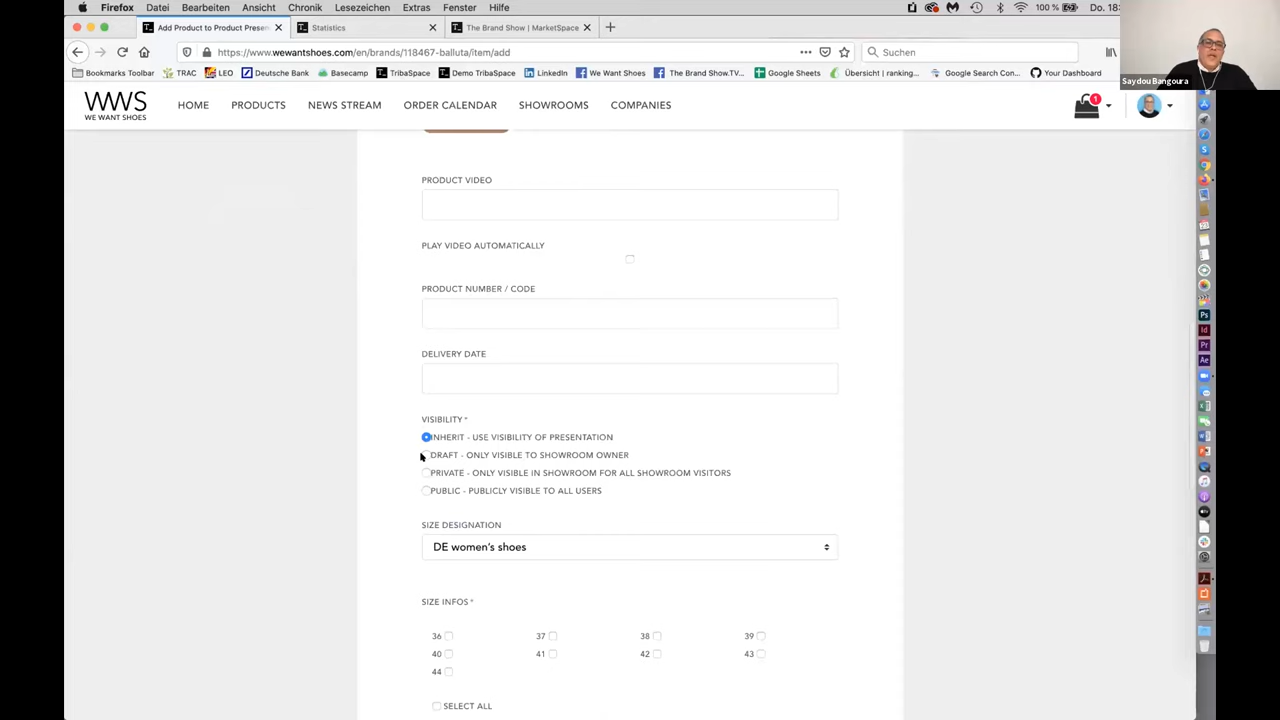 Firefox Datei Bearbeiten Ansicht Chronik Lesezeichen Extras Fenster Hilfe 100 % Do. 18
Add Product to Product Presen Statistics The Brand Show | MarketSpace
https://www.wewantshoes.com/en/brands/118467-balluta/item/add Suchen
Bookmarks Toolbar TRAC LEO Deutsche Bank Basecamp TribaSpace Demo TribaSpace LinkedIn We Want Shoes The Brand Show.TV... Google Sheets Übersicht | ranking... Google Search Con... Your Dashboard
Saydou Bangoura
WWS
WE WANT SHOES
HOME PRODUCTS NEWS STREAM ORDER CALENDAR SHOWROOMS COMPANIES 1
PRODUCT VIDEO
PLAY VIDEO AUTOMATICALLY
PRODUCT NUMBER / CODE
DELIVERY DATE
VISIBILITY *
INHERIT - USE VISIBILITY OF PRESENTATION
DRAFT - ONLY VISIBLE TO SHOWROOM OWNER
PRIVATE - ONLY VISIBLE IN SHOWROOM FOR ALL SHOWROOM VISITORS
PUBLIC - PUBLICLY VISIBLE TO ALL USERS
SIZE DESIGNATION
DE women's shoes
SIZE INFOS *
36 37 38 39
40 41 42 43
44
SELECT ALL
Ps
Id
Pr
Ae